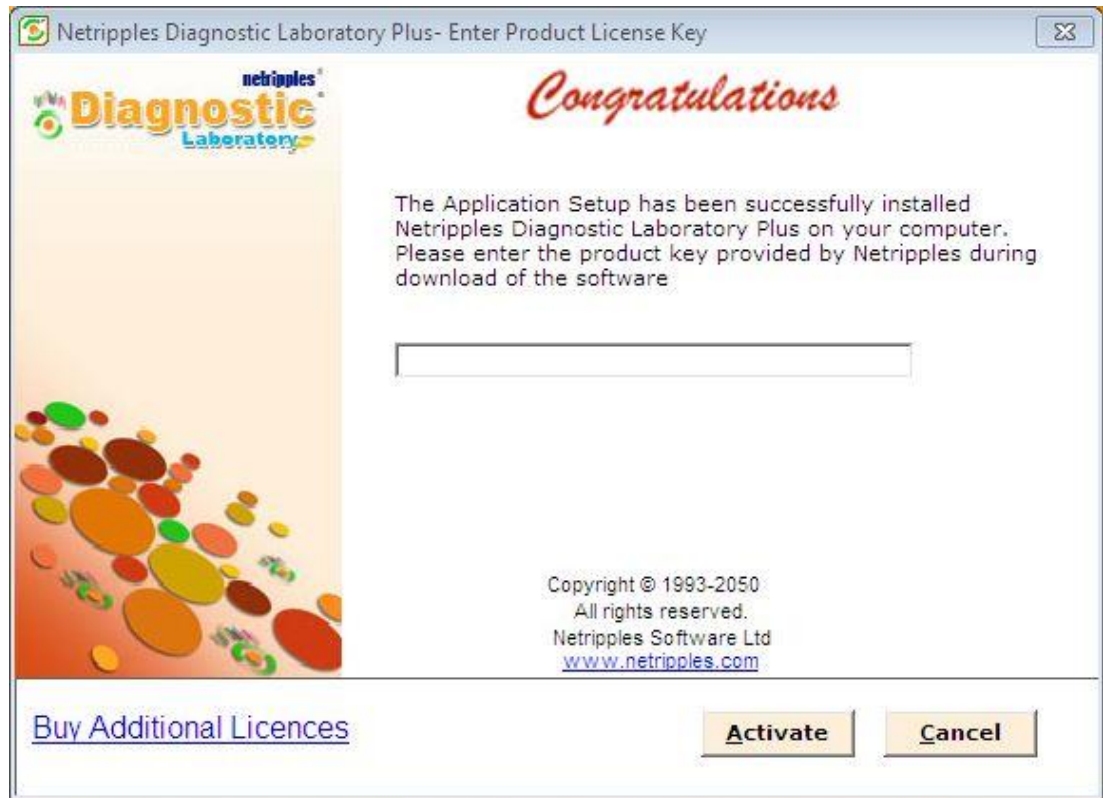 Netripples Diagnostic Laboratory Plus- Enter Product License Key
netripples
Diagnostic
Laboratory
Congratulations
The Application Setup has been successfully installed
Netripples Diagnostic Laboratory Plus on your computer.
Please enter the product key provided by Netripples during
download of the software
Copyright © 1993-2050
All rights reserved.
Netripples Software Ltd
www.netripples.com
Buy Additional Licences
Activate
Cancel